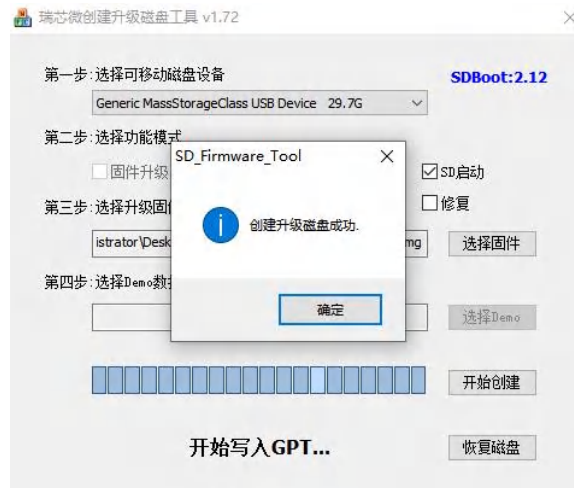 瑞芯微创建升级磁盘工具 v1.72
第一步:选择可移动磁盘设备
SDBoot:2.12
Generic MassStorageClass USB Device 29.7G
第二步:选择功能模式
SD_Firmware_Tool
固件升级
SD启动
创建升级磁盘成功.
修复
第三步:选择升级固
istrator\Desk
mg
选择固件
第四步:选择Demo数
确定
选择Demo
开始创建
开始写入GPT...
恢复磁盘